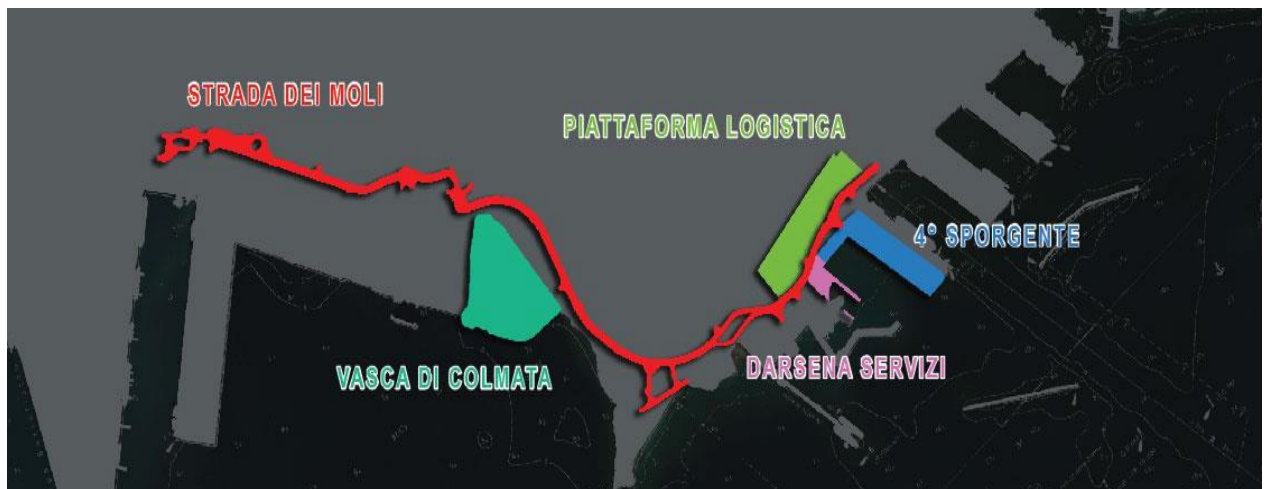 STRADA DEI MOLI
PIATTAFORMA LOGISTICA
4° SPORGENTE
VASCA DI COLMATA
DARSENA SERVIZI